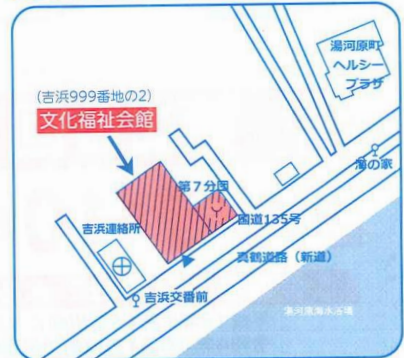 湯河原町
ヘルシー
プラザ
(吉浜999番地の2)
文化福祉会館
海の家
第7分団
国道135号
吉浜連絡所
真鶴道路（新道）
吉浜交番前
湯河原海水浴場